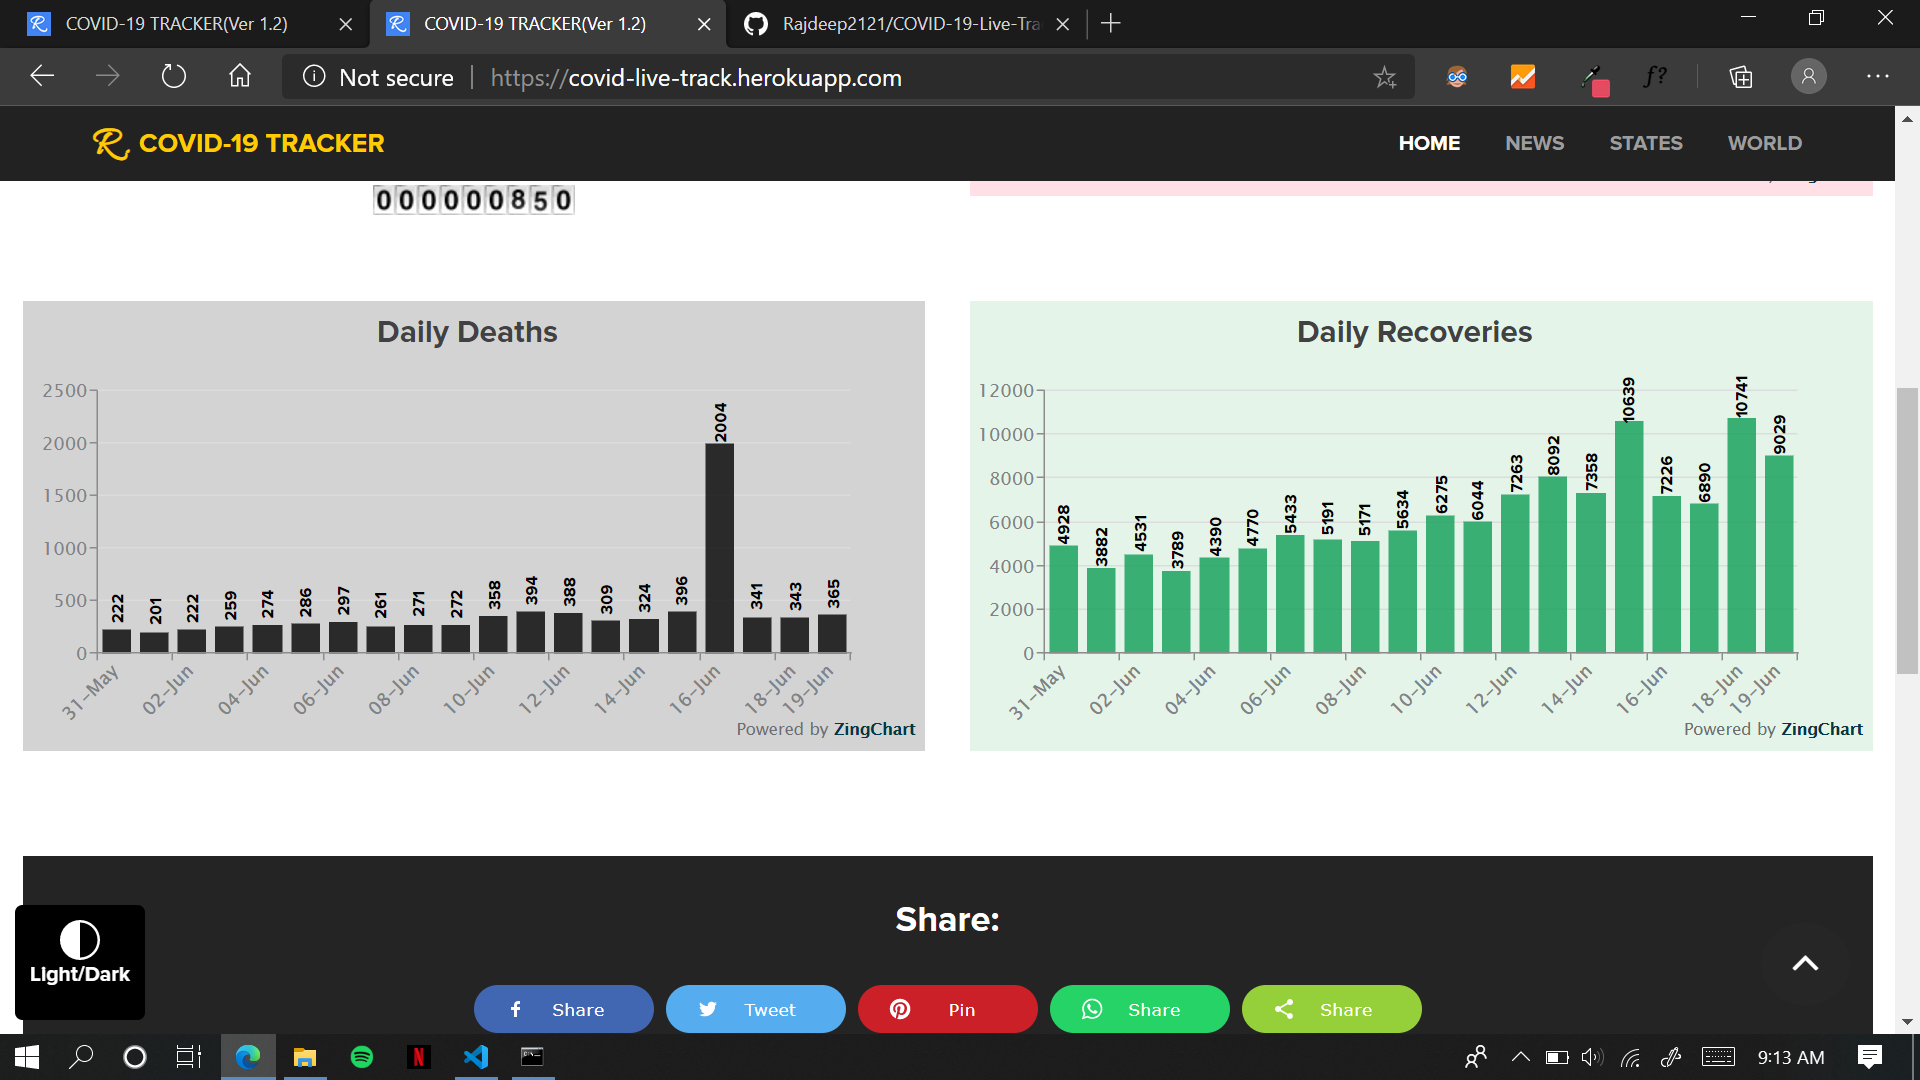 COVID-19 TRACKER(Ver 1.2)
COVID-19 TRACKER(Ver 1.2)
Rajdeep2121/COVID-19-Live-Tra
Not secure
https://covid-live-track.herokuapp.com
f?
R COVID-19 TRACKER
HOME NEWS STATES WORLD
000000850
Daily Deaths
2500
2000
1500
1000
500
0
222 201 222 259 274 286 297 261 271 272 358 394 388 309 324 396 2004 341 343 365
31-May 02-Jun 04-Jun 06-Jun 08-Jun 10-Jun 12-Jun 14-Jun 16-Jun 18-Jun 19-Jun
Powered by ZingChart
Daily Recoveries
12000
10000
8000
6000
4000
2000
0
4928 3882 4531 3789 4390 4770 5433 5191 5171 5634 6275 6044 7263 8092 7358 10639 7226 6890 10741 9029
31-May 02-Jun 04-Jun 06-Jun 08-Jun 10-Jun 12-Jun 14-Jun 16-Jun 18-Jun 19-Jun
Powered by ZingChart
Share:
Light/Dark
Share Tweet Pin Share Share
9:13 AM